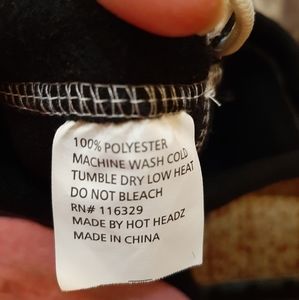 100% POLYESTER
MACHINE WASH COLD
TUMBLE DRY LOW HEAT
DO NOT BLEACH
RN# 116329
MADE BY HOT HEADZ
MADE IN CHINA